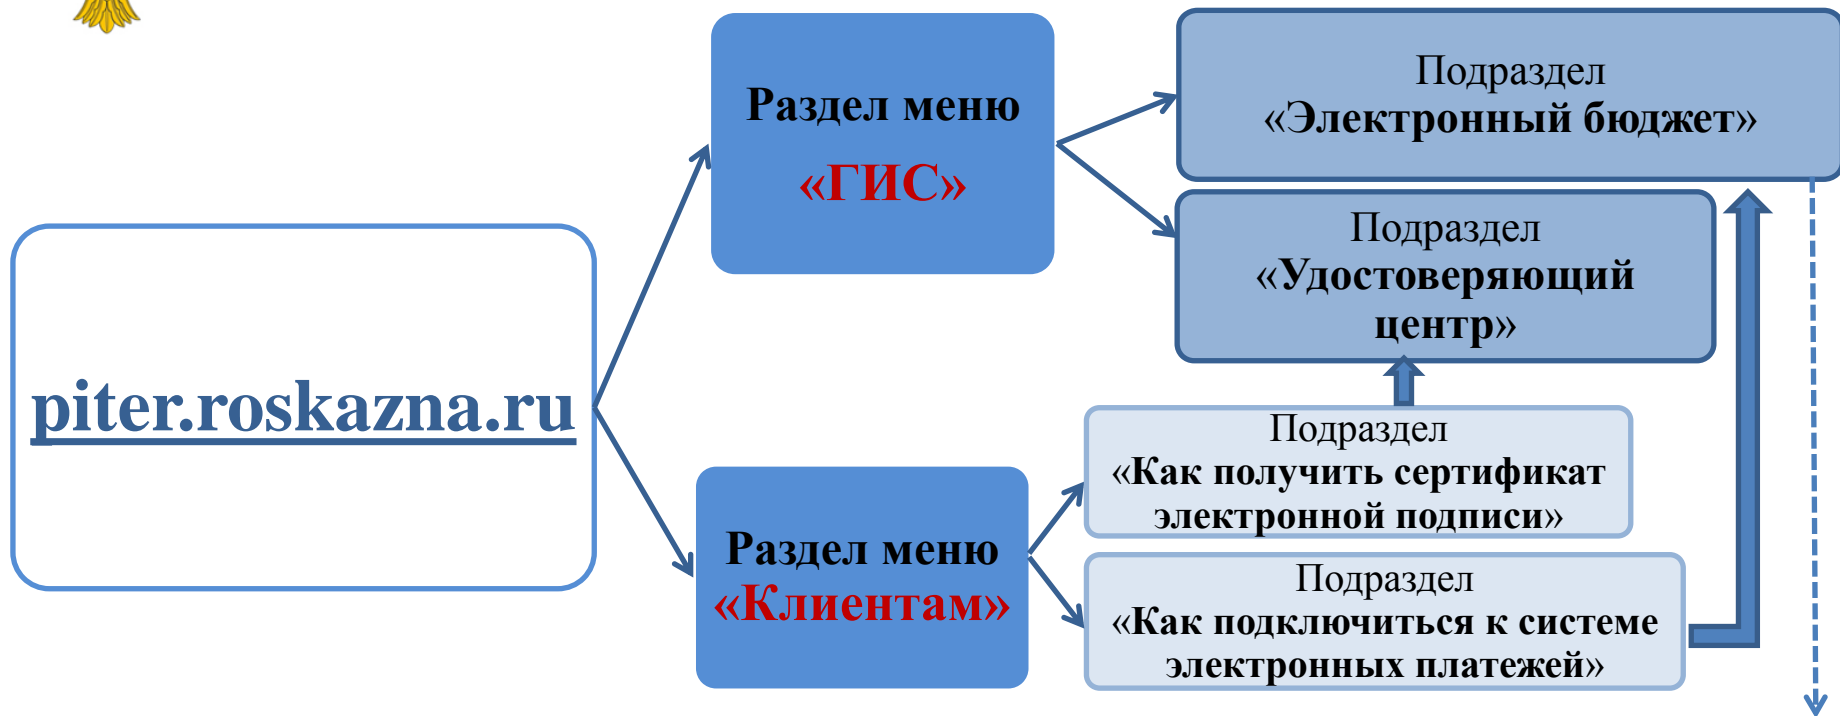 piter.roskazna.ru
Раздел меню
«ГИС»
Подраздел
«Электронный бюджет»
Подраздел
«Удостоверяющий
центр»
Раздел меню
«Клиентам»
Подраздел
«Как получить сертификат
электронной подписи»
Подраздел
«Как подключиться к системе
электронных платежей»